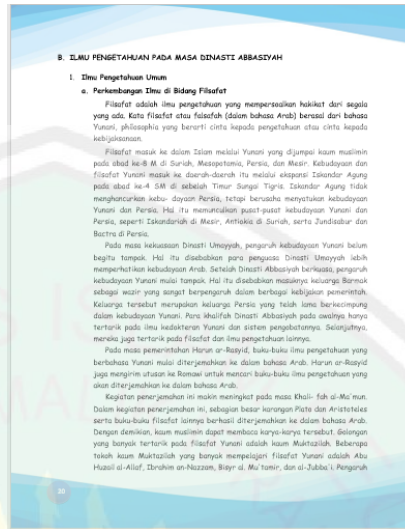 B. ILMU PENGETAHUAN PADA MASA DINASTI ABBASIYAH
1. Ilmu Pengetahuan Umum
a. Perkembangan Ilmu di Bidang Filsafat
Filsafat adalah ilmu pengetahuan yang mempersoalkan hakikat dari segala
yang ada. Kata filsafat atau falsafah (dalam bahasa Arab) berasal dari bahasa
Yunani, philosophia yang berarti cinta kepada pengetahuan atau cinta kepada
kebijaksanaan.
Filsafat masuk ke dalam Islam melalui Yunani yang dijumpai kaum muslimin
pada abad ke-8 M di Suriah, Mesopotamia, Persia, dan Mesir. Kebudayaan dan
filsafat Yunani masuk ke daerah-daerah itu melalui ekspansi Iskandar Agung
pada abad ke-4 SM di sebelah Timur Sungai Tigris. Iskandar Agung tidak
menghancurkan kebu- dayaan Persia, tetapi berusaha menyatukan kebudayaan
Yunani dan Persia. Hal itu memunculkan pusat-pusat kebudayaan Yunani dan
Persia, seperti Iskandariah di Mesir, Antiokia di Suriah, serta Jundisabur dan
Bactra di Persia.
Pada masa kekuasaan Dinasti Umayyah, pengaruh kebudayaan Yunani belum
begitu tampak. Hal itu disebabkan para penguasa Dinasti Umayyah lebih
memperhatikan kebudayaan Arab. Setelah Dinasti Abbasiyah berkuasa, pengaruh
kebudayaan Yunani mulai tampak. Hal itu disebabkan masuknya keluarga Barmak
sebagai wazir yang sangat berpengaruh dalam berbagai kebijakan pemerintah.
Keluarga tersebut merupakan keluarga Persia yang telah lama berkecimpung
dalam kebudayaan Yunani. Para khalifah Dinasti Abbasiyah pada awalnya hanya
tertarik pada ilmu kedokteran Yunani dan sistem pengobatannya. Selanjutnya,
mereka juga tertarik pada filsafat dan ilmu pengetahuan lainnya.
Pada masa pemerintahan Harun ar-Rasyid, buku-buku ilmu pengetahuan yang
berbahasa Yunani mulai diterjemahkan ke dalam bahasa Arab. Harun ar-Rasyid
juga mengirim utusan ke Romawi untuk mencari buku-buku ilmu pengetahuan yang
akan diterjemahkan ke dalam bahasa Arab.
Kegiatan penerjemahan ini makin meningkat pada masa Khali- fah al-Ma'mun.
Dalam kegiatan penerjemahan ini, sebagian besar karangan Plato dan Aristoteles
serta buku-buku filsafat lainnya berhasil diterjemahkan ke dalam bahasa Arab.
Dengan demikian, kaum muslimin dapat membaca karya-karya tersebut. Golongan
yang banyak tertarik pada filsafat Yunani adalah kaum Muktazilah. Beberapa
tokoh kaum Muktazilah yang banyak mempelajari filsafat Yunani adalah Abu
Huzail al-Allaf, Ibrahim an-Nazzam, Bisyr al, Mu'tamir, dan al-Jubba'i. Pengaruh